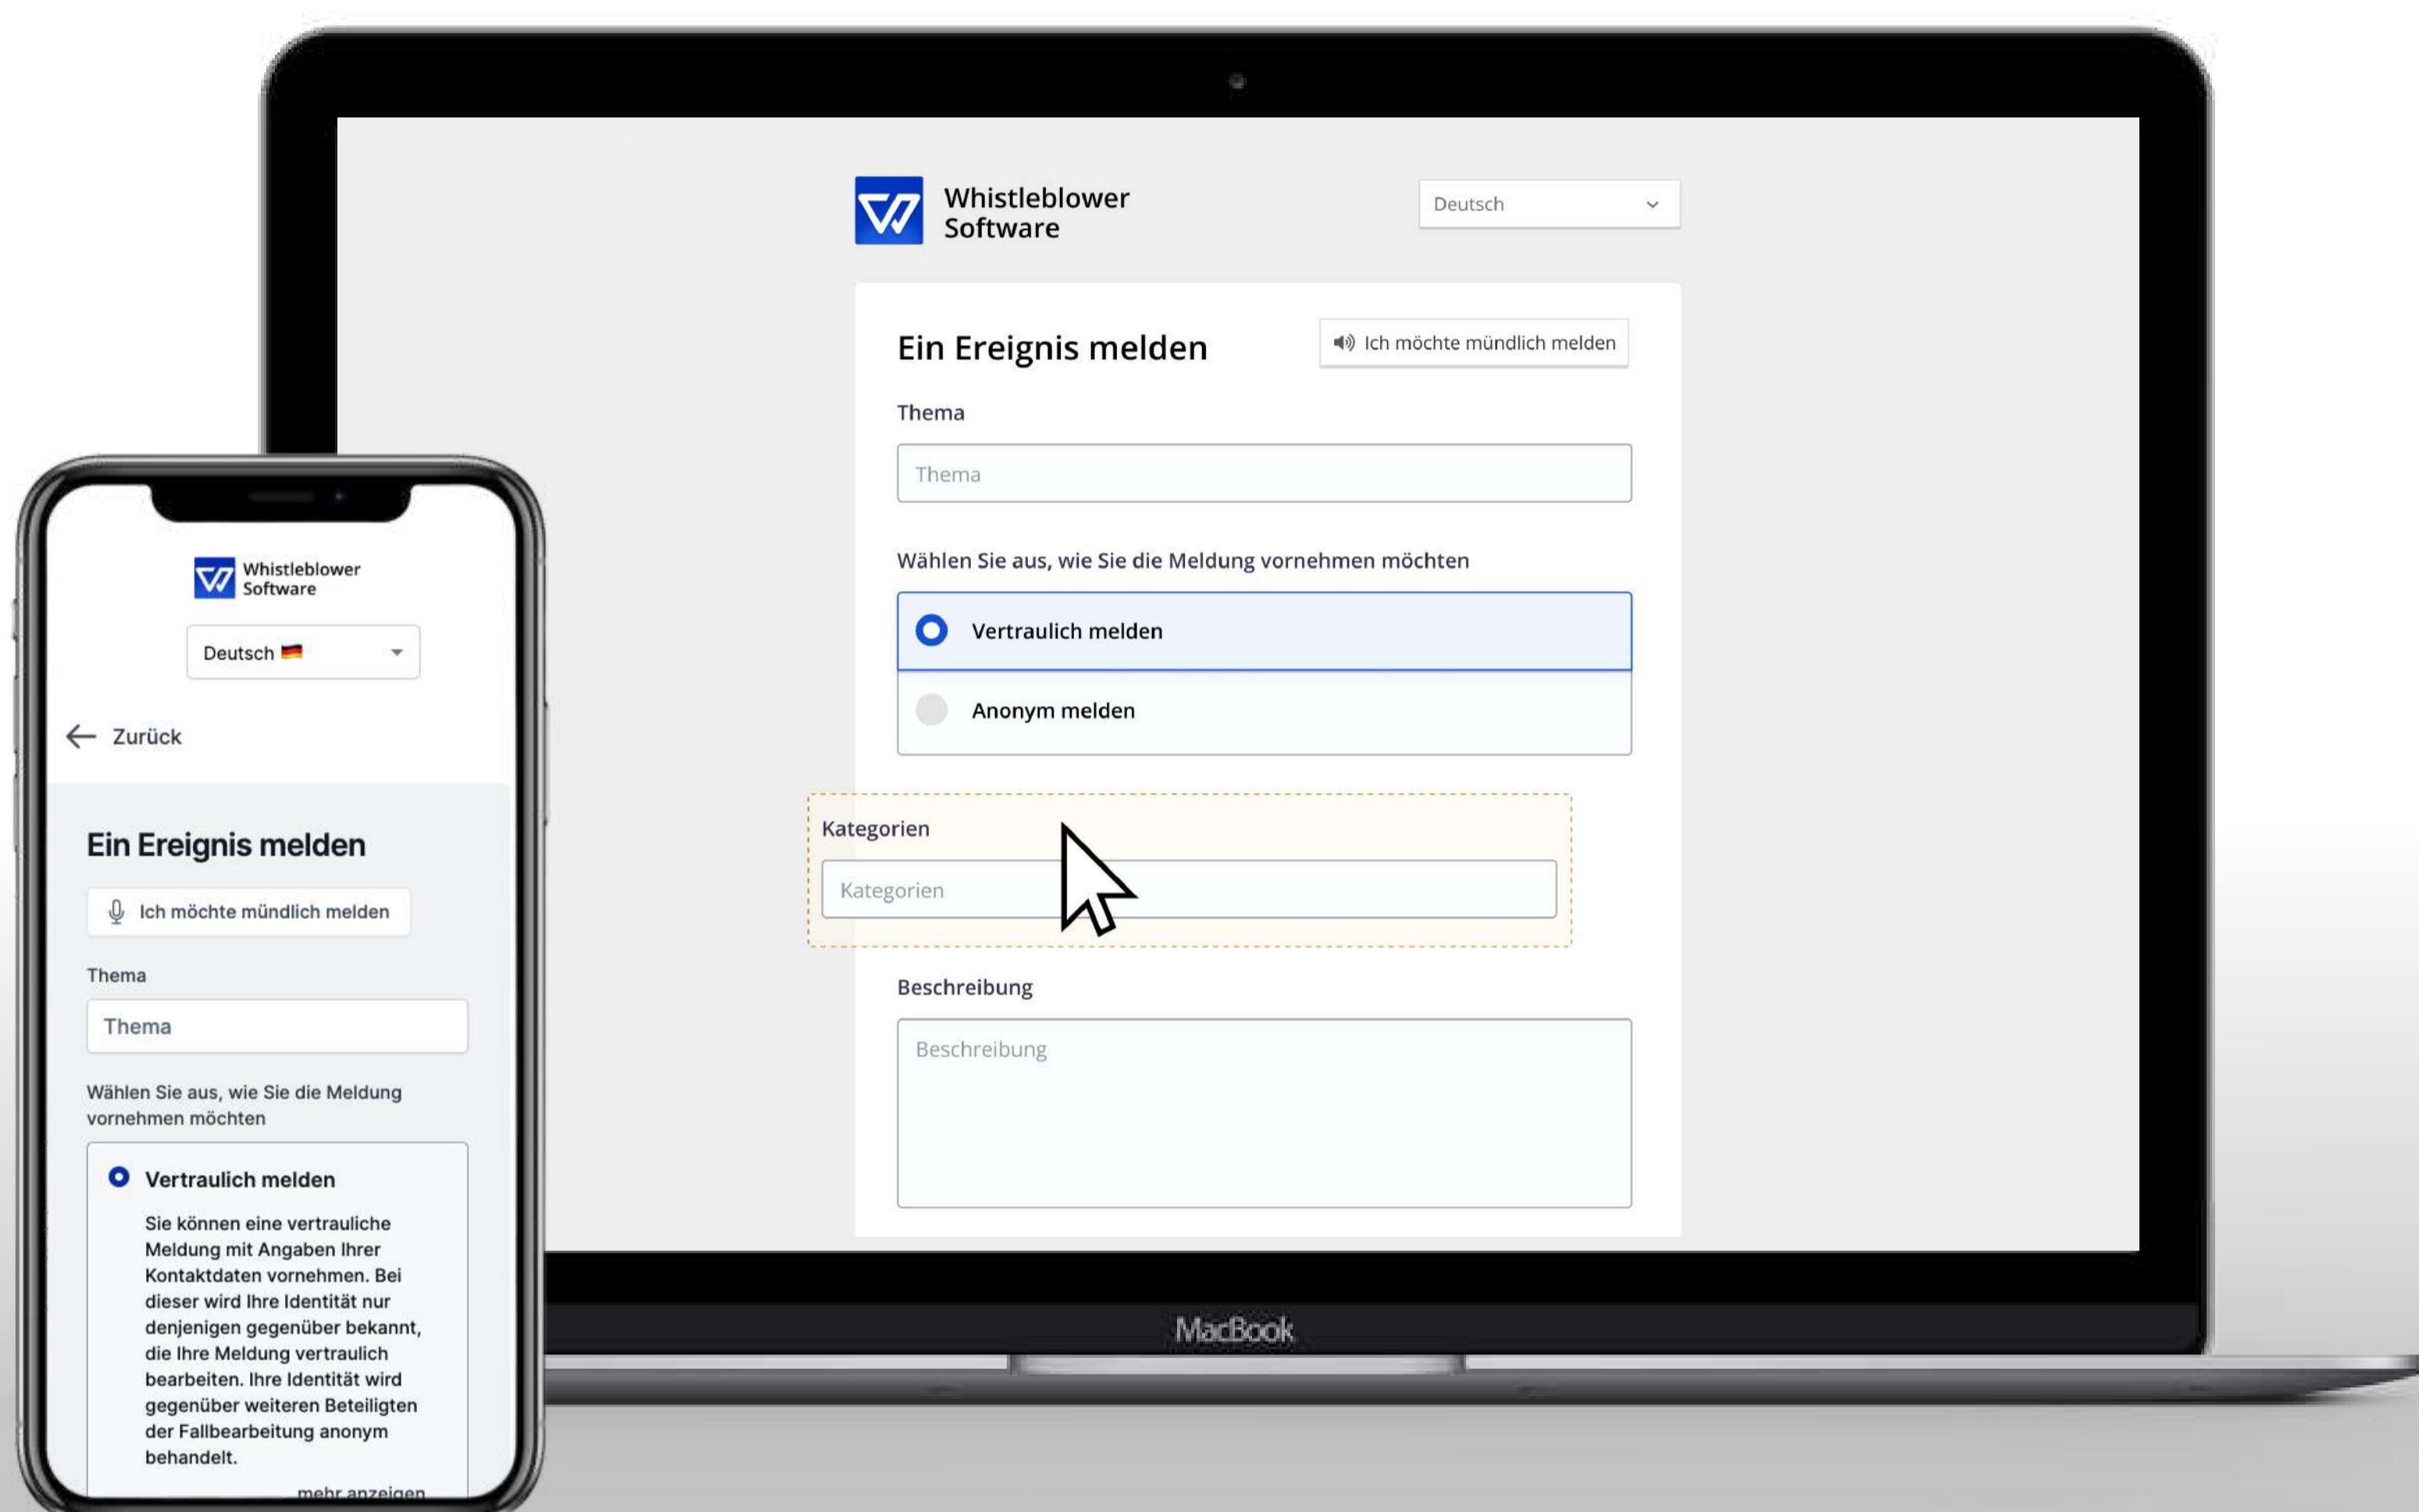 Whistleblower
Software
Deutsch
Ein Ereignis melden
Ich möchte mündlich melden
Thema
Thema
Wählen Sie aus, wie Sie die Meldung vornehmen möchten
Vertraulich melden
Anonym melden
Kategorien
Kategorien
Beschreibung
Beschreibung
MacBook
Whistleblower
Software
Deutsch
Zurück
Ein Ereignis melden
Ich möchte mündlich melden
Thema
Thema
Wählen Sie aus, wie Sie die Meldung
vornehmen möchten
Vertraulich melden
Sie können eine vertrauliche
Meldung mit Angaben Ihrer
Kontaktdaten vornehmen. Bei
dieser wird Ihre Identität nur
denjenigen gegenüber bekannt,
die Ihre Meldung vertraulich
bearbeiten. Ihre Identität wird
gegenüber weiteren Beteiligten
der Fallbearbeitung anonym
behandelt.
mehr anzeigen